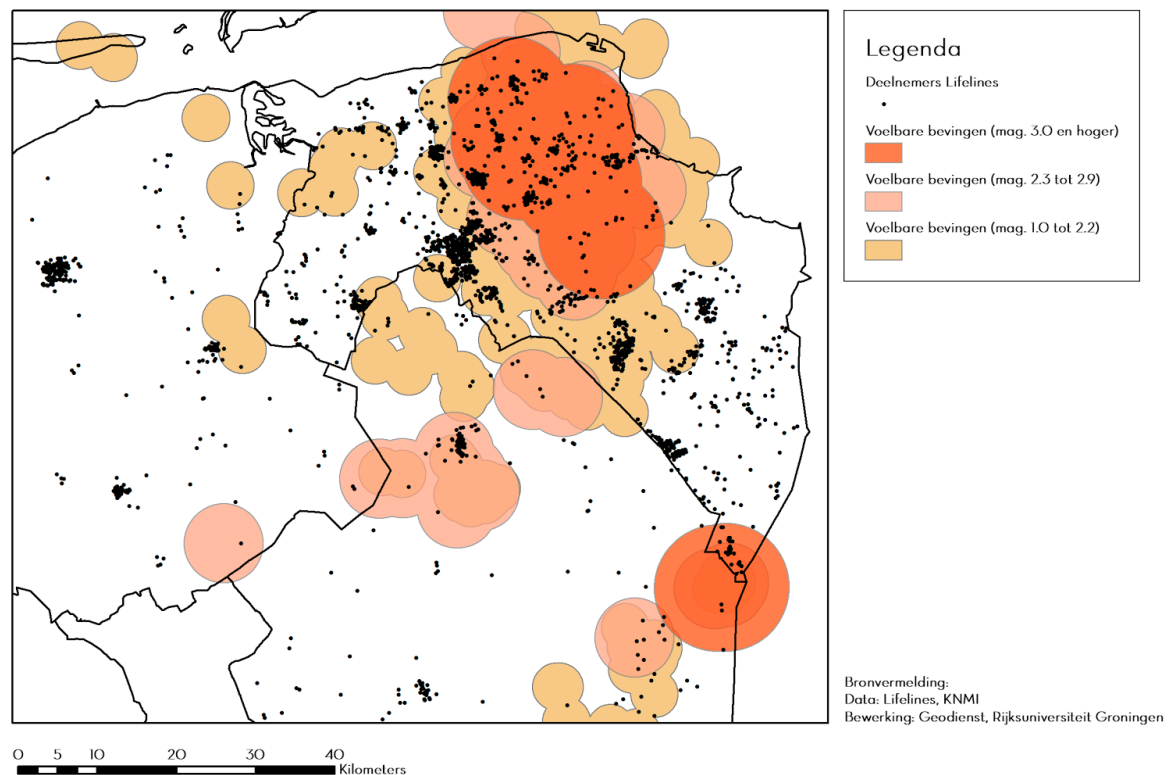 Legenda
Deelnemers Lifelines
Voelbare bevingen (mag. 3.0 en hoger)
Voelbare bevingen (mag. 2.3 tot 2.9)
Voelbare bevingen (mag. 1.0 tot 2.2)
Bronvermelding:
Data: Lifelines, KNMI
Bewerking: Geodienst, Rijksuniversiteit Groningen
0 5 10 20 30 40
Kilometers